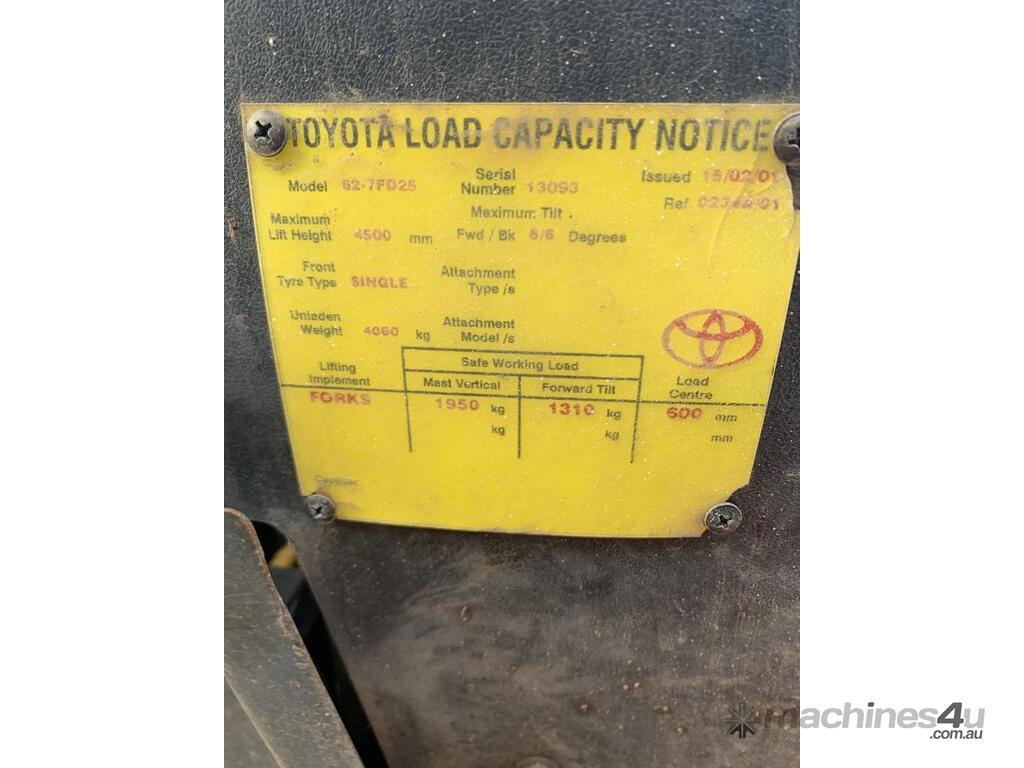 TOYOTA LOAD CAPACITY NOTICE
Model 62-7FD25 Serial Number 13093 Issued 15/02/01
Ref
Maximum Lift Height 4500 mm Maximum Tilt Fwd / Bk 6/6 Degrees
Front Tyre Type SINGLE Attachment Type /s
Unladen Weight 4060 kg Attachment Model /s
Safe Working Load
Lifting Implement Mast Vertical Forward Tilt Load Centre
FORKS 1950 kg 1310 kg 600 mm
kg kg mm
machines4u
.com.au